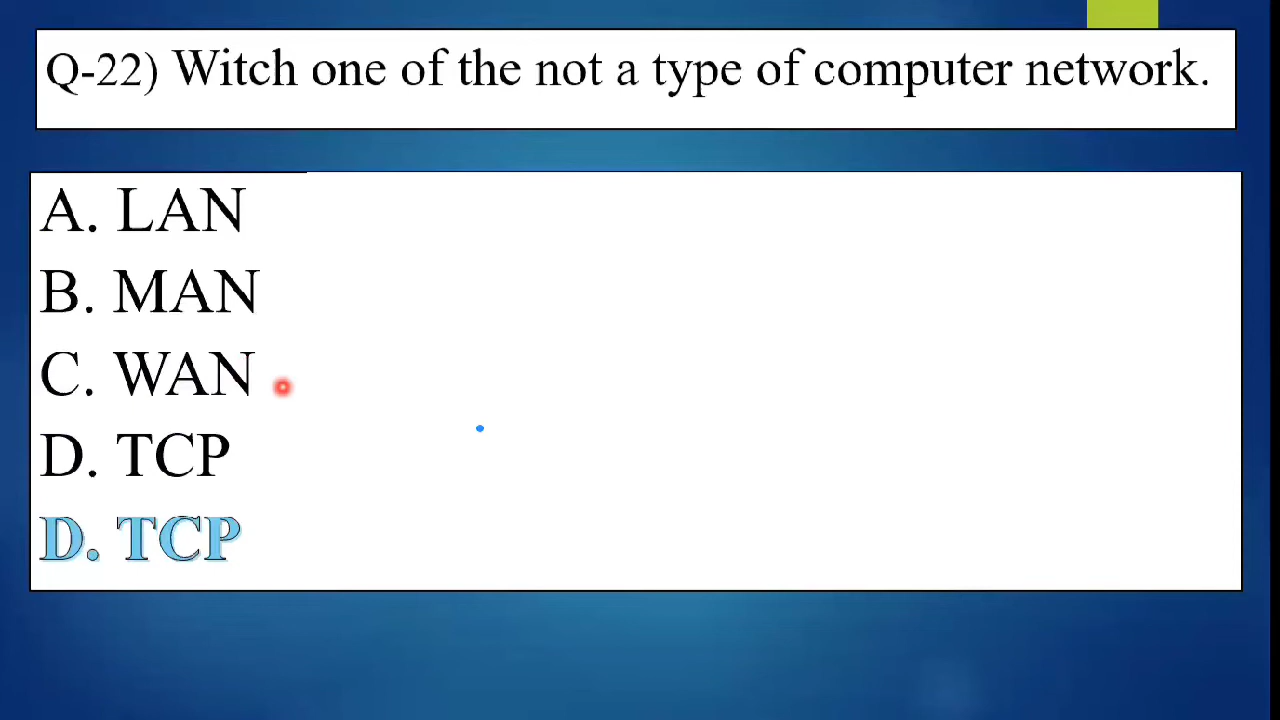 Q-22) Witch one of the not a type of computer network.
A. LAN
B. MAN
C. WAN
D. TCP
D. TCP